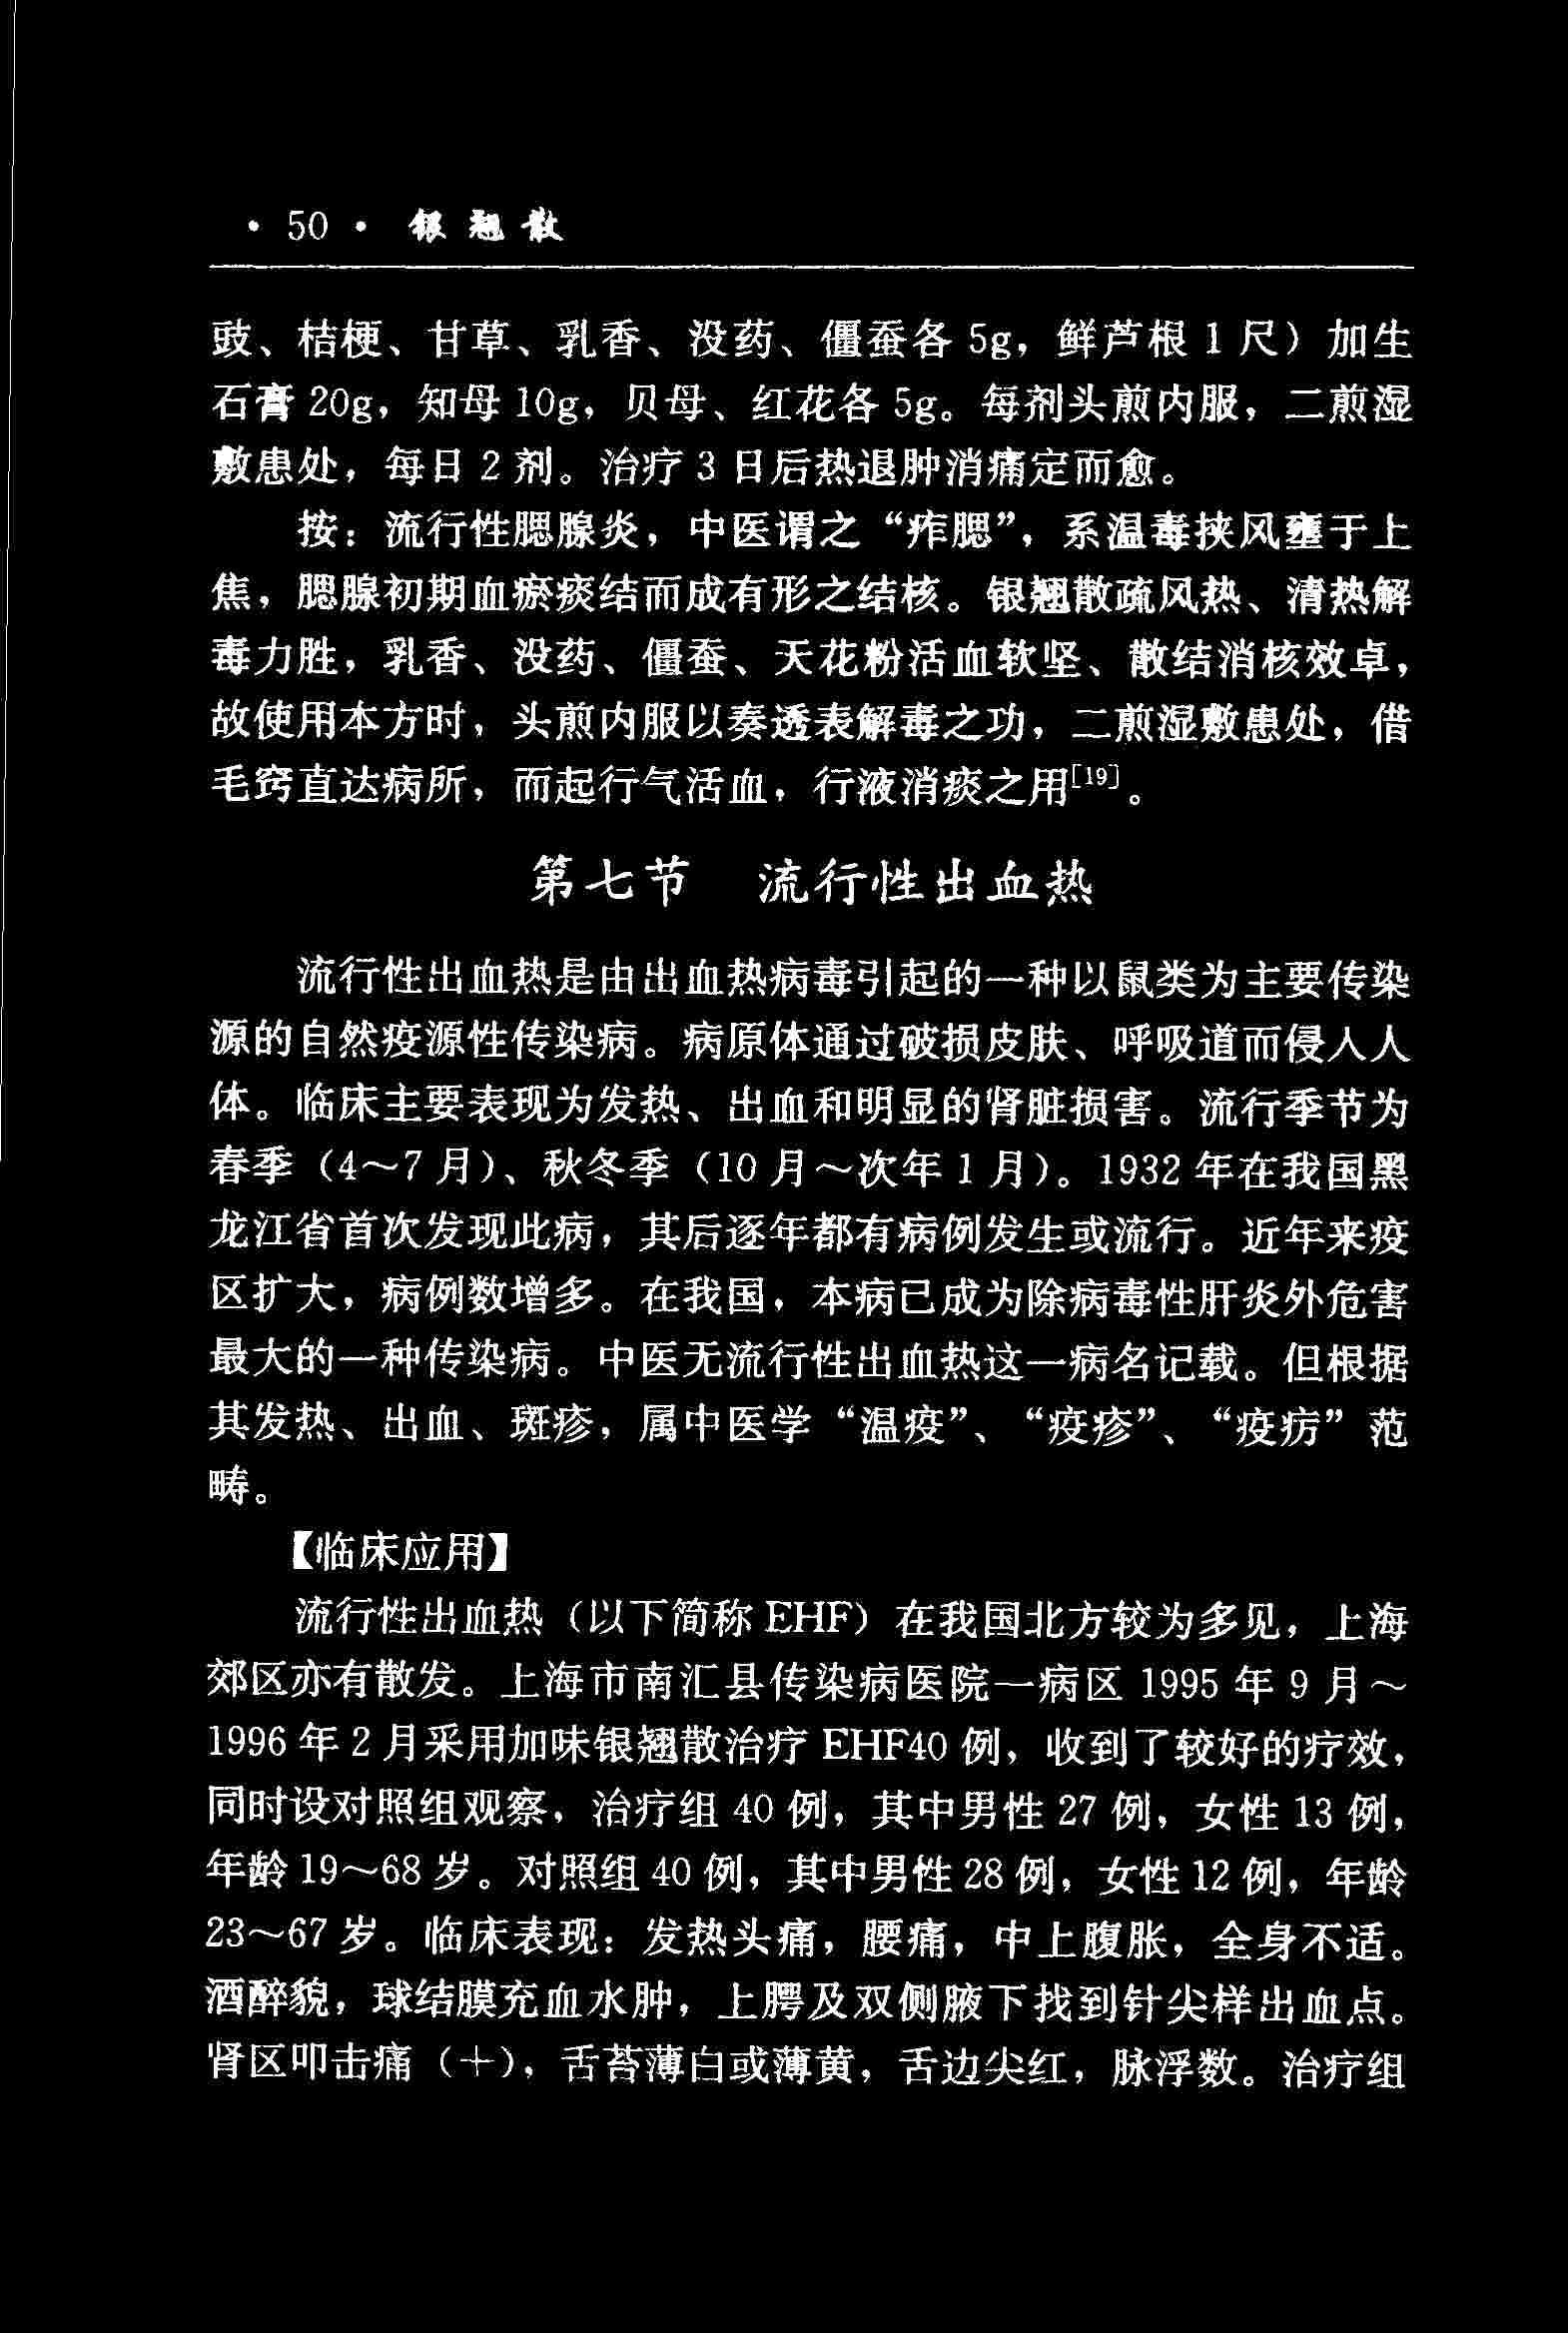 · 50 · 银翘散
豉、桔梗、甘草、乳香、没药、僵蚕各 5g，鲜芦根 1 尺）加生
石膏 20g，知母 10g，贝母、红花各 5g。每剂头煎内服，二煎湿
敷患处，每日 2 剂。治疗 3 日后热退肿消痛定而愈。
按：流行性腮腺炎，中医谓之“痄腮”，系温毒挟风壅于上
焦，腮腺初期血瘀痰结而成有形之结核。银翘散疏风热、清热解
毒力胜，乳香、没药、僵蚕、天花粉活血软坚、散结消核效卓，
故使用本方时，头煎内服以奏透表解毒之功，二煎湿敷患处，借
毛窍直达病所，而起行气活血，行液消痰之用[19]。
第七节 流行性出血热
流行性出血热是由出血热病毒引起的一种以鼠类为主要传染
源的自然疫源性传染病。病原体通过破损皮肤、呼吸道而侵入人
体。临床主要表现为发热、出血和明显的肾脏损害。流行季节为
春季（4～7 月）、秋冬季（10 月～次年 1 月）。1932 年在我国黑
龙江省首次发现此病，其后逐年都有病例发生或流行。近年来疫
区扩大，病例数增多。在我国，本病已成为除病毒性肝炎外危害
最大的一种传染病。中医无流行性出血热这一病名记载。但根据
其发热、出血、斑疹，属中医学“温疫”、“疫疹”、“疫疠”范
畴。
【临床应用】
流行性出血热（以下简称 EHF）在我国北方较为多见，上海
郊区亦有散发。上海市南汇县传染病医院一病区 1995 年 9 月～
1996 年 2 月采用加味银翘散治疗 EHF40 例，收到了较好的疗效，
同时设对照组观察，治疗组 40 例，其中男性 27 例，女性 13 例，
年龄 19～68 岁。对照组 40 例，其中男性 28 例，女性 12 例，年龄
23～67 岁。临床表现：发热头痛，腰痛，中上腹胀，全身不适。
酒醉貌，球结膜充血水肿，上腭及双侧腋下找到针尖样出血点。
肾区叩击痛（＋），舌苔薄白或薄黄，舌边尖红，脉浮数。治疗组